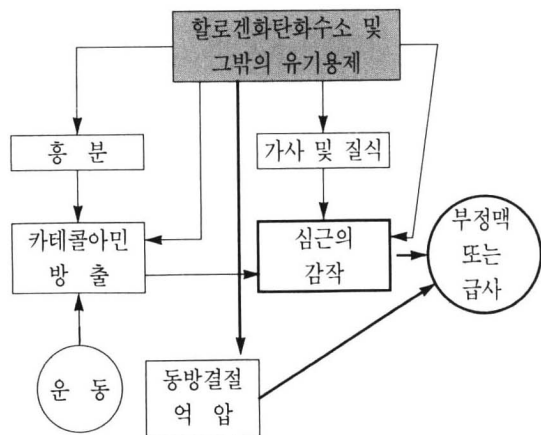 할로겐화탄화수소 및
그밖의 유기용제
흥 분
가사 및 질식
카테콜아민
방 출
심근의
감작
부정맥
또는
급사
운 동
동방결절
억 압